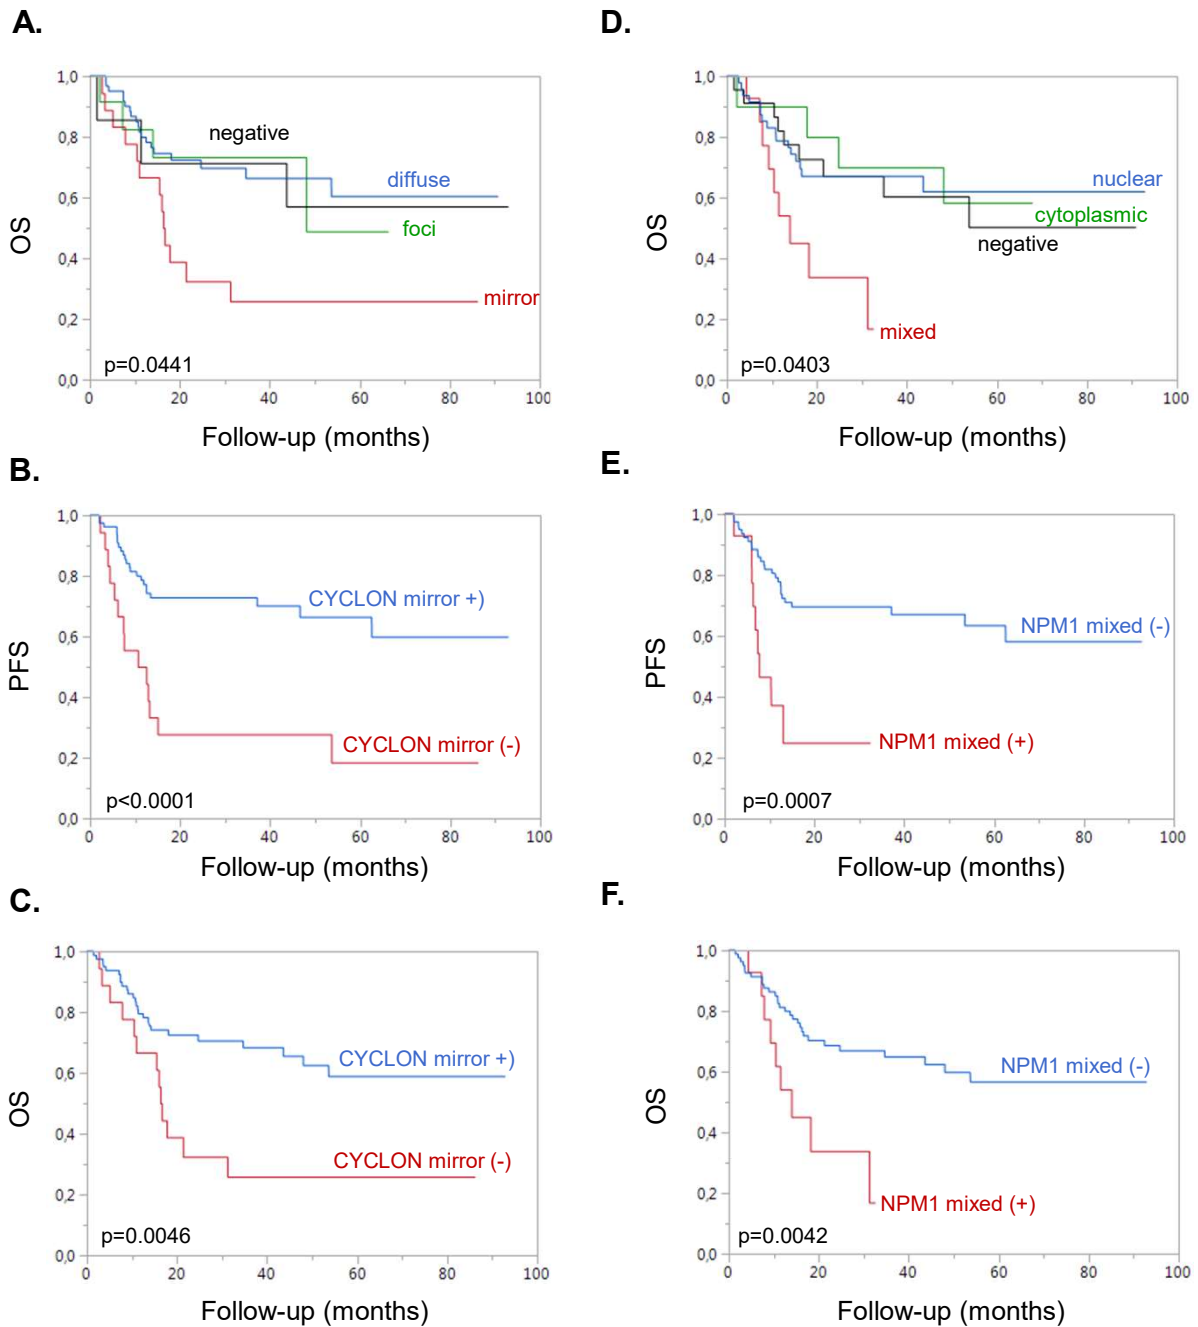 A.
1,0
0,8
0,6
0,4
0,2
0,0
OS
negative
diffuse
foci
mirror
p=0.0441
0 20 40 60 80 100
Follow-up (months)
D.
1,0
0,8
0,6
0,4
0,2
0,0
OS
nuclear
cytoplasmic
negative
mixed
p=0.0403
0 20 40 60 80 100
Follow-up (months)
B.
1,0
0,8
0,6
0,4
0,2
0,0
PFS
CYCLON mirror +)
CYCLON mirror (-)
p<0.0001
0 20 40 60 80 100
Follow-up (months)
E.
1,0
0,8
0,6
0,4
0,2
0,0
PFS
NPM1 mixed (-)
NPM1 mixed (+)
p=0.0007
0 20 40 60 80 100
Follow-up (months)
C.
1,0
0,8
0,6
0,4
0,2
0,0
OS
CYCLON mirror +)
CYCLON mirror (-)
p=0.0046
0 20 40 60 80 100
Follow-up (months)
F.
1,0
0,8
0,6
0,4
0,2
0,0
OS
NPM1 mixed (-)
NPM1 mixed (+)
p=0.0042
0 20 40 60 80 100
Follow-up (months)